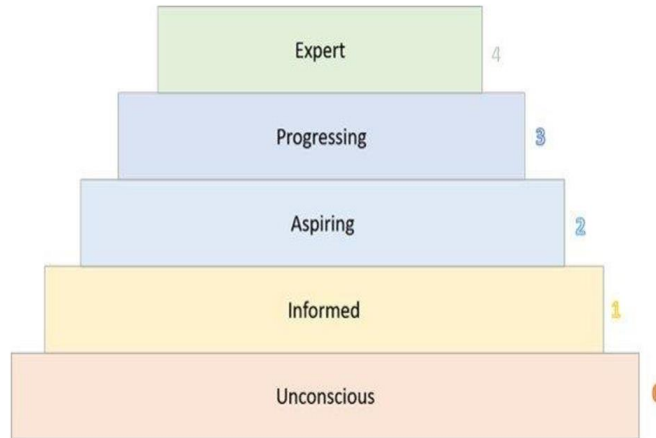 Expert 4
Progressing 3
Aspiring 2
Informed 1
Unconscious